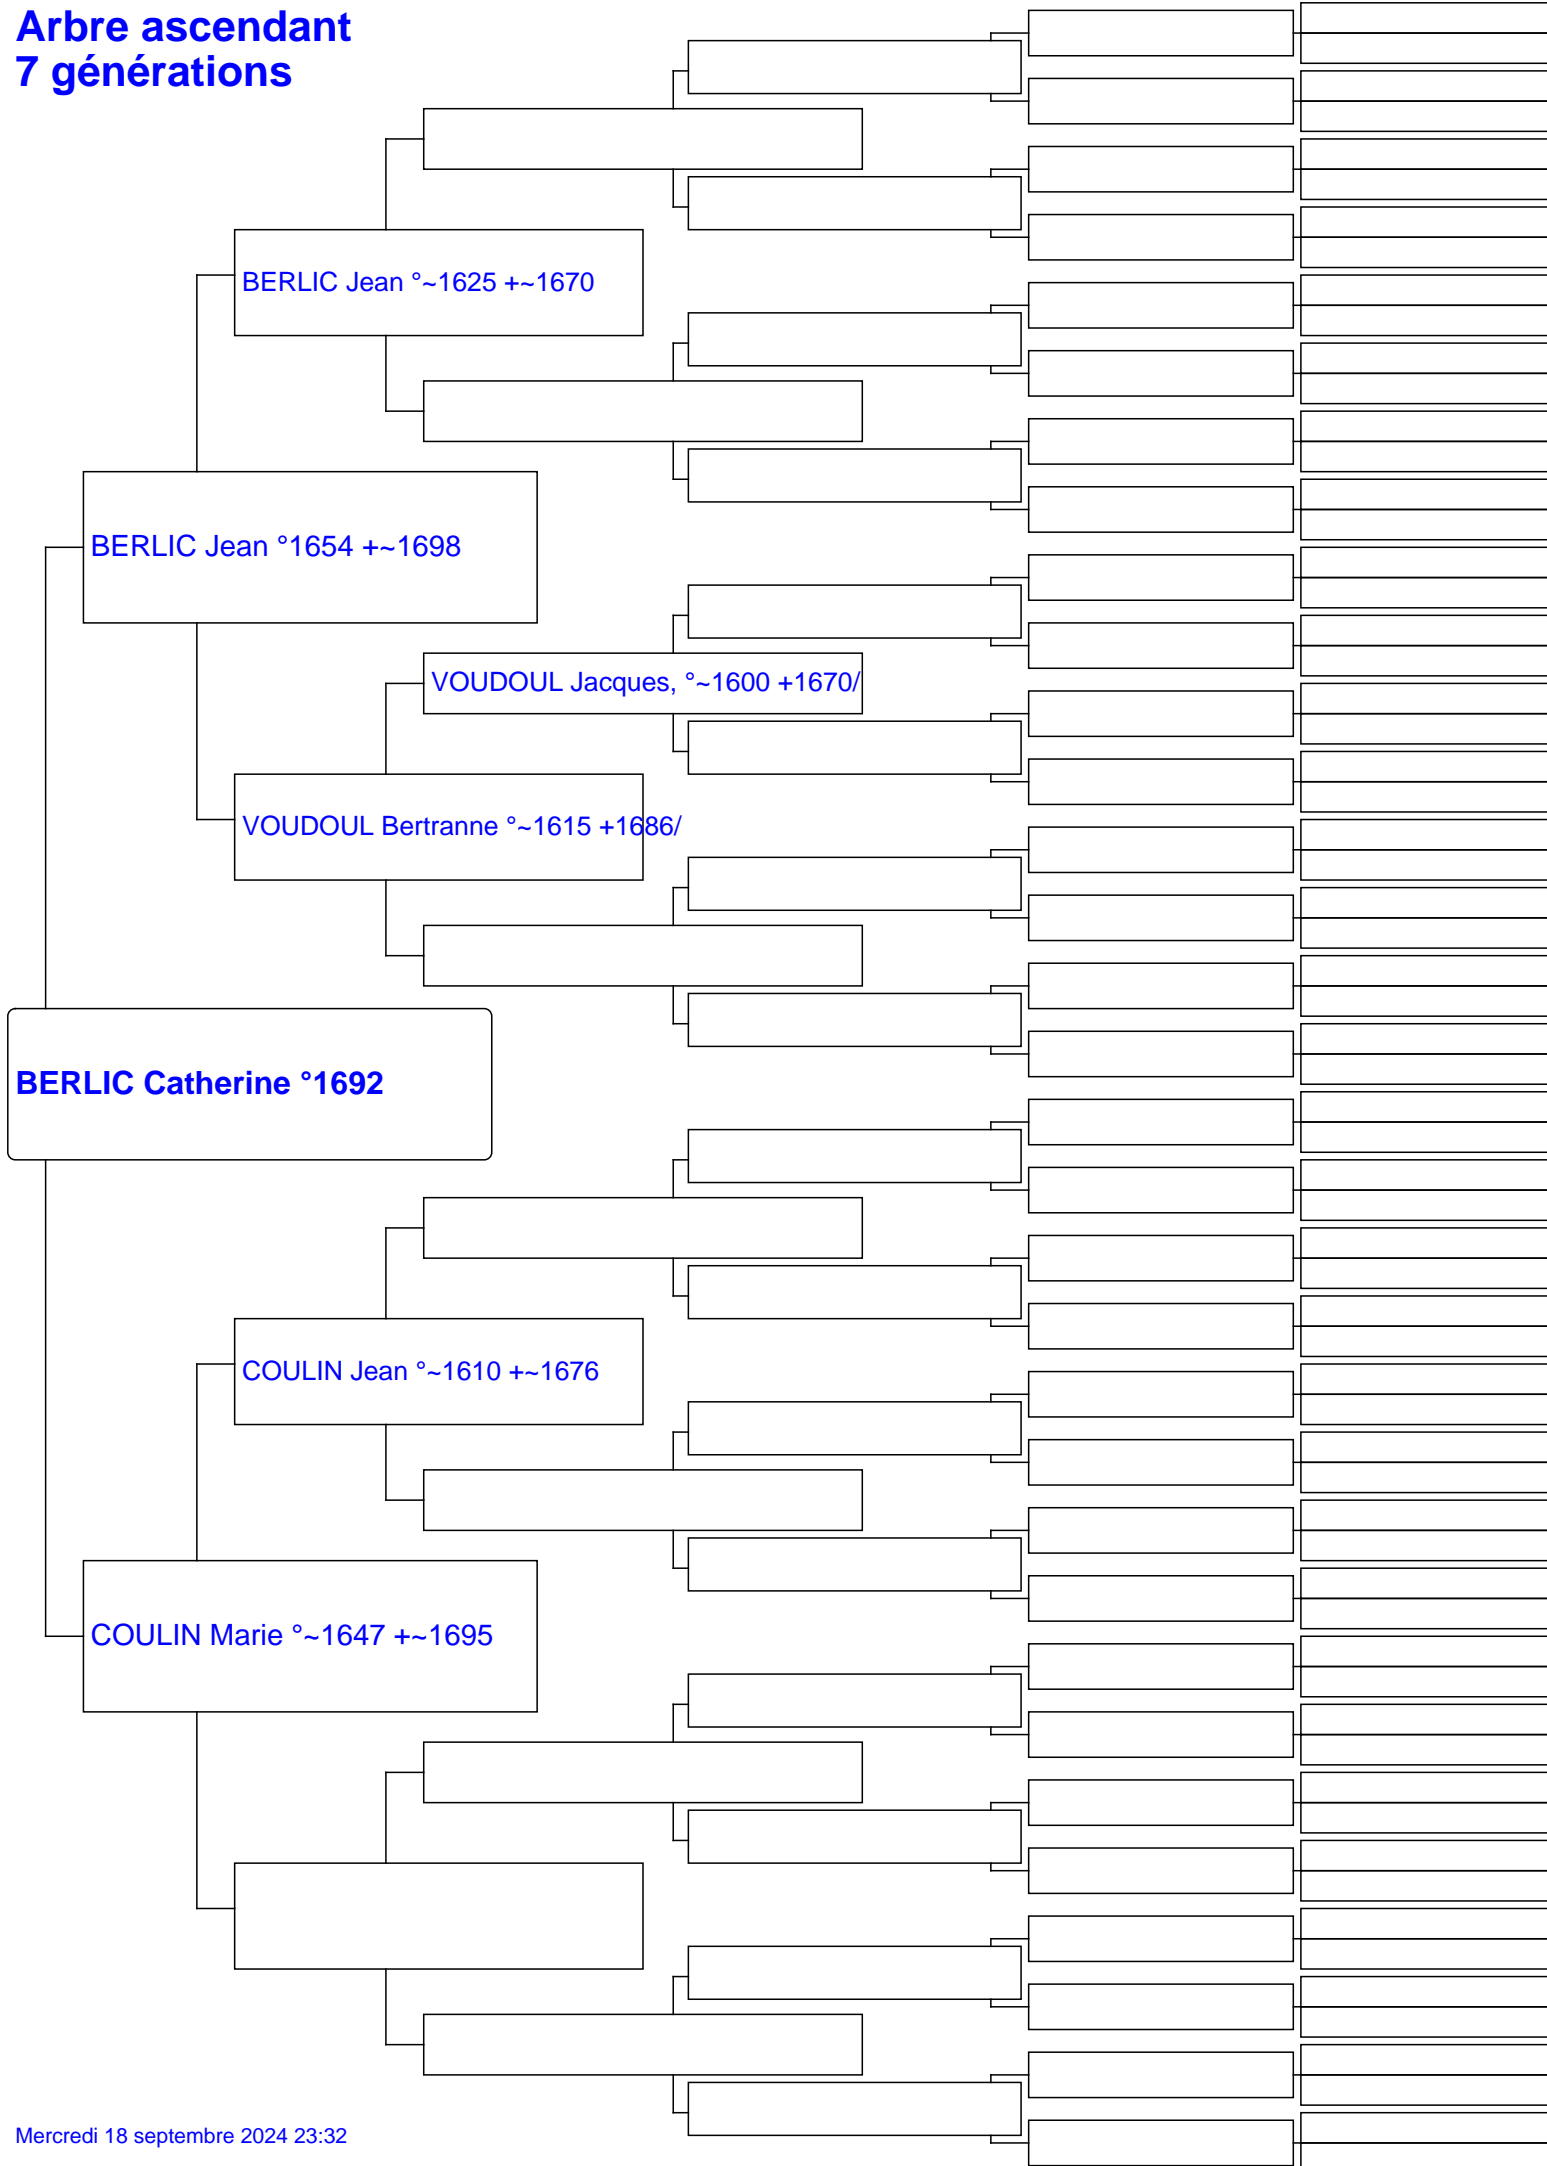 Arbre ascendant
7 générations
BERLIC Jean °~1625 +~1670
BERLIC Jean °1654 +~1698
VOUDOUL Jacques, °~1600 +1670/
VOUDOUL Bertranne °~1615 +1686/
BERLIC Catherine °1692
COULIN Jean °~1610 +~1676
COULIN Marie °~1647 +~1695
Mercredi 18 septembre 2024 23:32